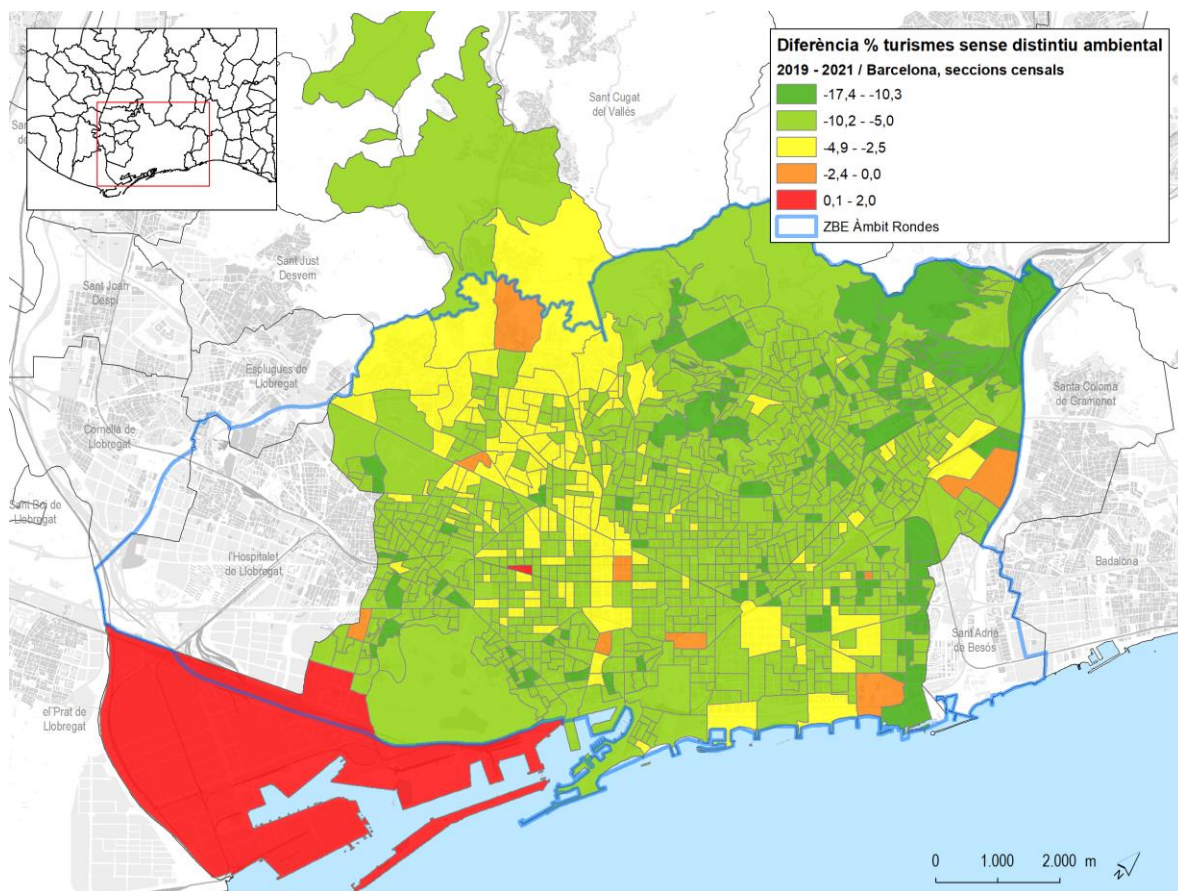 Diferència % turismes sense distintiu ambiental
2019 - 2021 / Barcelona, seccions censals
-17,4 - -10,3
-10,2 - -5,0
-4,9 - -2,5
-2,4 - 0,0
0,1 - 2,0
ZBE Àmbit Rondes
Sant Cugat
del Vallés
Sant Just
Desvern
Sant Joan
Despí
Esplugues de
Llobregat
Cornellà de
Llobregat
Sant Boi de
Llobregat
l'Hospitalet
de Llobregat
el Prat de
Llobregat
Santa Coloma
de Gramenet
Badalona
Sant Adrià
de Besòs
0 1.000 2.000 m
N